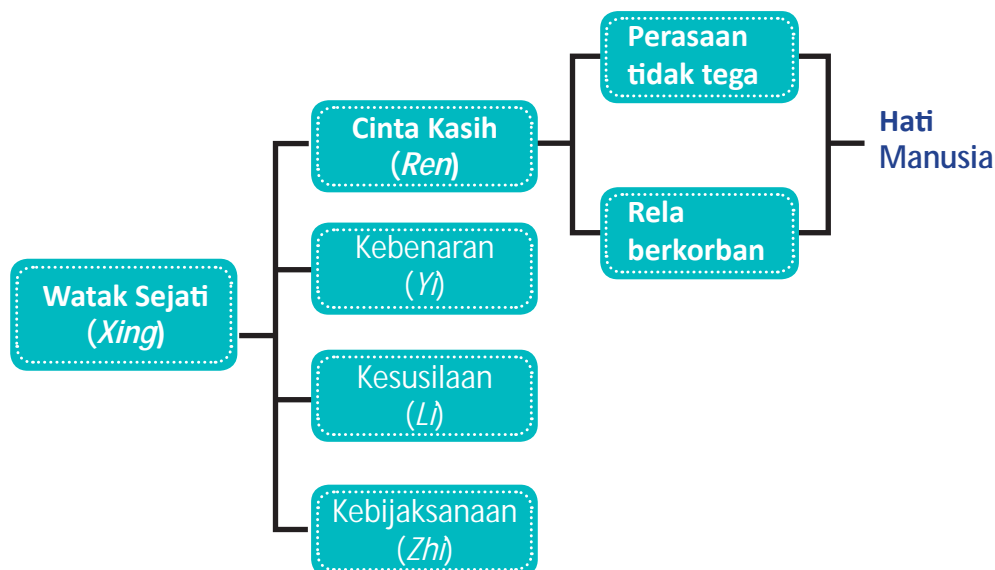 Watak Sejati
(Xing)
Cinta Kasih
(Ren)
Kebenaran
(Yi)
Kesusilaan
(Li)
Kebijaksanaan
(Zhi)
Perasaan
tidak tega
Rela
berkorban
Hati
Manusia